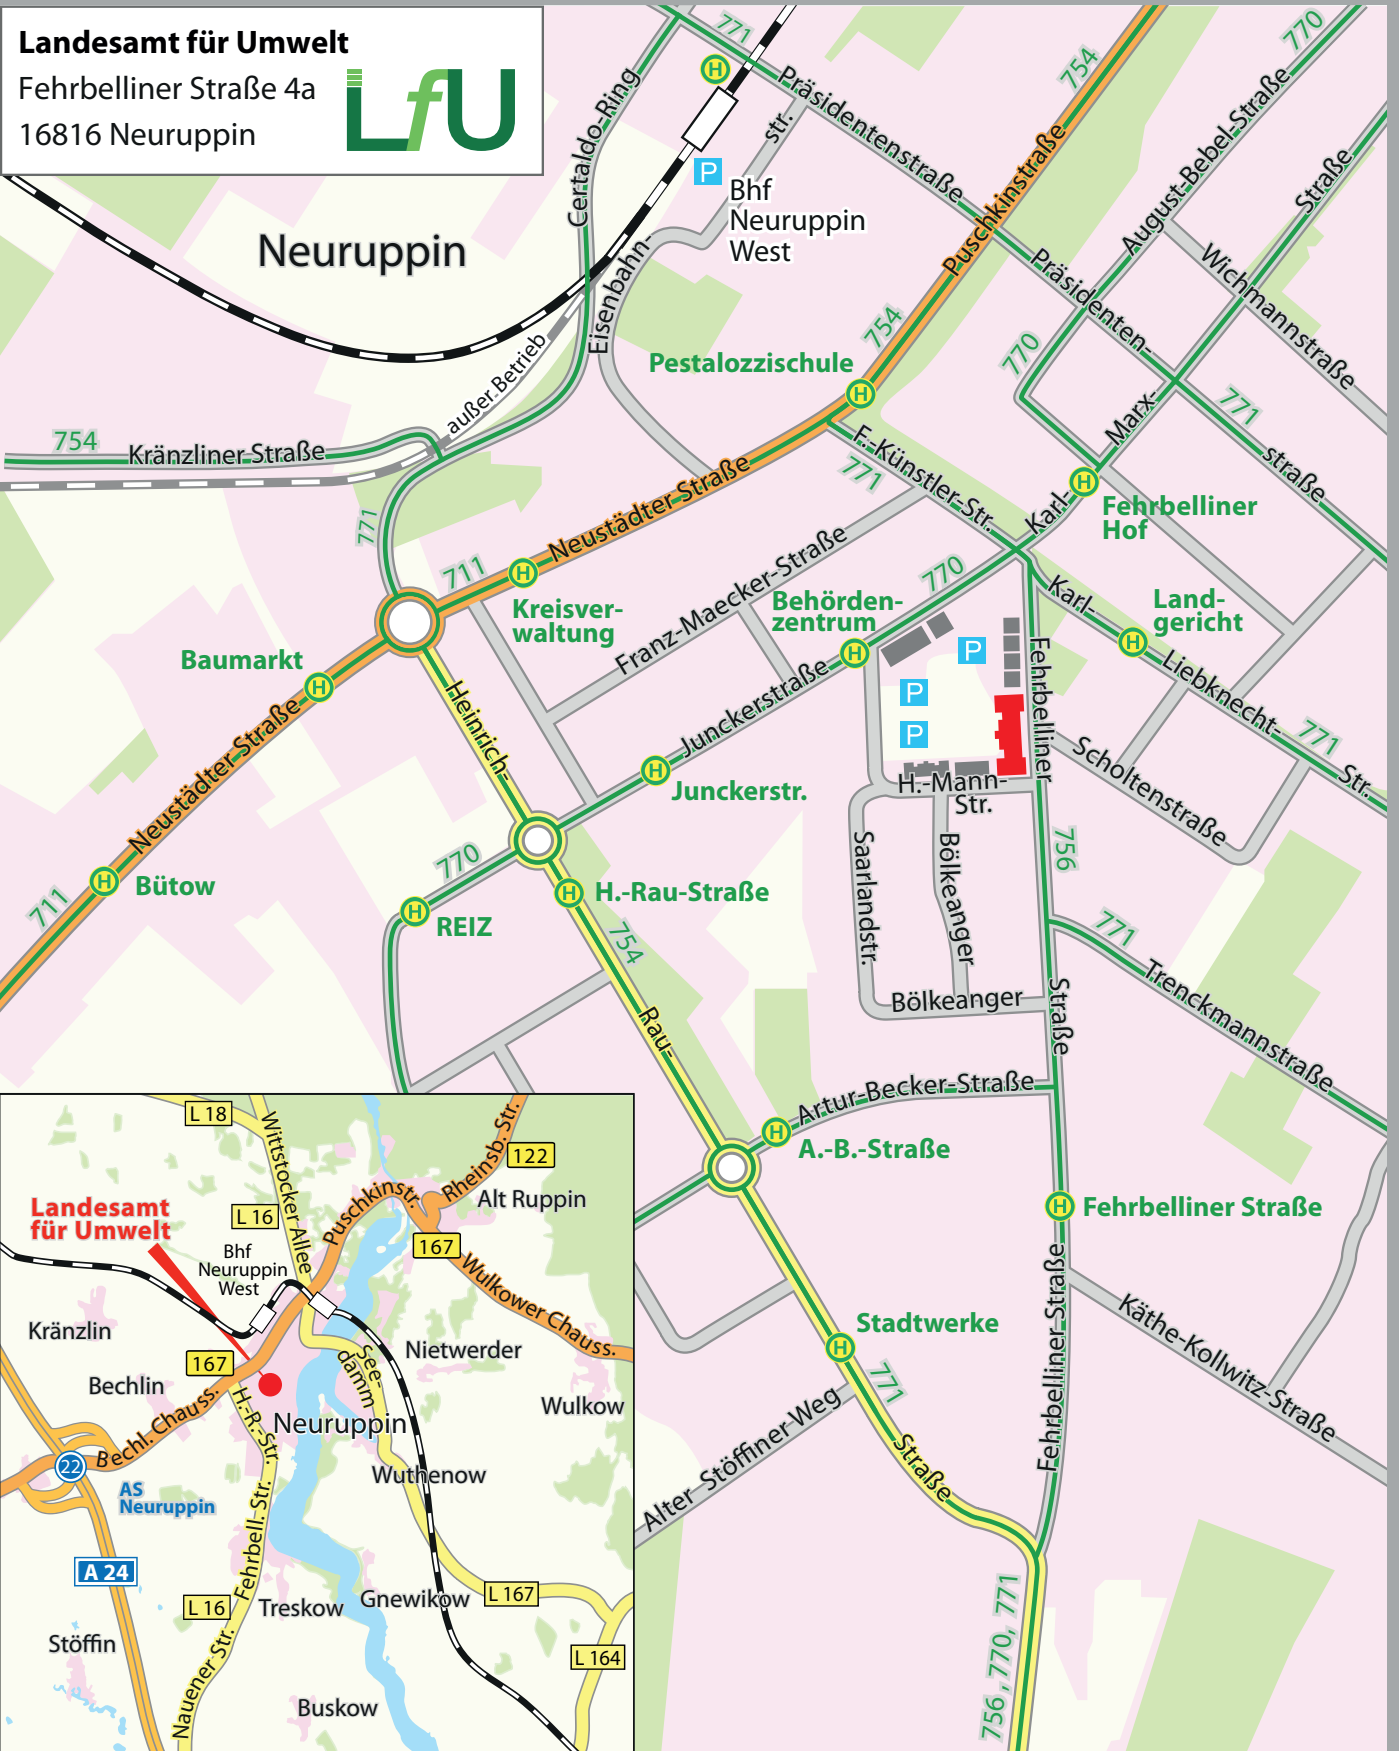 Landesamt für Umwelt
Fehrbelliner Straße 4a
16816 Neuruppin
LfU
771
H
Certaldo-Ring
P
Bhf
Neuruppin
West
Eisenbahn-
str.
Präsidentenstraße
754
770
Puschkinstraße
August-Bebel-Straße
Straße
Wichmannstraße
Präsidenten-
straße
Neuruppin
außer Betrieb
754
Kränzliner Straße
771
754
Pestalozzischule
H
770
Marx-
771
F.-Künstler-Str.
771
Karl-
H
Fehrbelliner
Hof
Neustädter Straße
711
H
Kreisver-
waltung
Franz-Maecker-Straße
Behörden-
zentrum
H
770
Karl-
Land-
gericht
H
Liebknecht-
771
Str.
Baumarkt
H
Neustädter Straße
Heinrich-
Junckerstraße
H
Junckerstr.
P
P
P
Fehrbelliner
Scholtenstraße
H.-Mann-
Str.
Saarlandstr.
Bölkeanger
756
711
H
Bütow
770
H
REIZ
H
H.-Rau-Straße
754
Rau-
Bölkeanger
Straße
771
Trenckmannstraße
Artur-Becker-Straße
H
A.-B.-Straße
H
Fehrbelliner Straße
Fehrbelliner Straße
Käthe-Kollwitz-Straße
Stadtwerke
H
771
Alter Stöffiner Weg
Straße
756, 770, 771
L 18
Wittstocker Allee
Rheinsb. Str.
122
Alt Ruppin
Puschkinstr.
Landesamt
für Umwelt
L 16
Bhf
Neuruppin
West
167
Wulkower Chauss.
Kränzlin
167
See-
damm
Nietwerder
Bechlin
Wulkow
Bechl. Chauss.
H.-R.-Str.
Neuruppin
22
AS
Neuruppin
Wuthenow
Fehrbell. Str.
A 24
L 16
Treskow
Gnewikow
L 167
Stöffin
Nauener Str.
L 164
Buskow